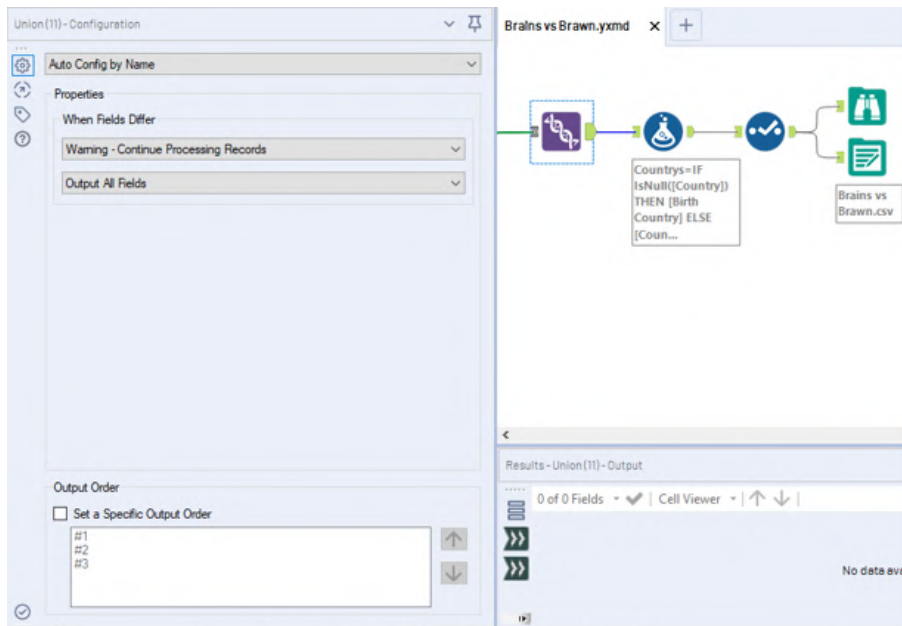 Union (11) - Configuration
Auto Config by Name
Properties
When Fields Differ
Warning - Continue Processing Records
Output All Fields
Output Order
Set a Specific Output Order
#1
#2
#3
Brains vs Brawn.yxmd
Countrys=IF
IsNull([Country])
THEN [Birth
Country] ELSE
[Coun...
Brains vs
Brawn.csv
Results - Union (11) - Output
0 of 0 Fields
Cell Viewer
No data ava